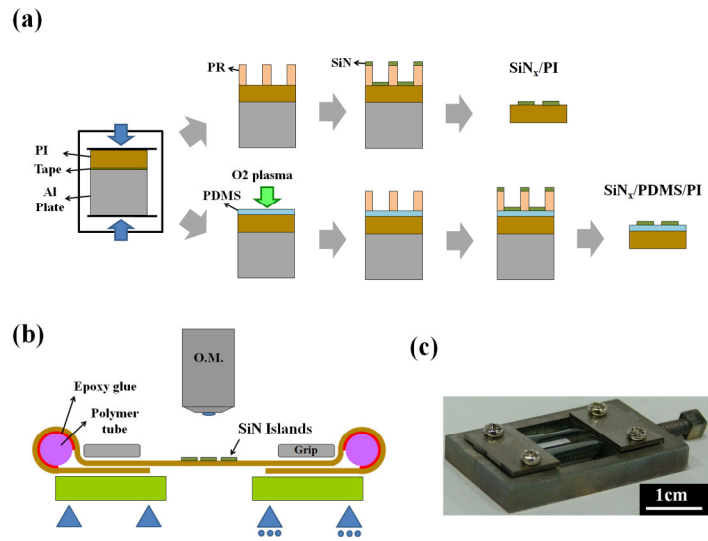 (a)
PR
SiN
SiNx/PI
PI
Tape
Al
Plate
O2 plasma
PDMS
SiNx/PDMS/PI
(b)
O.M.
Epoxy glue
Polymer
tube
SiN Islands
Grip
(c)
1cm